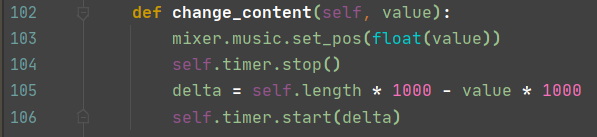 102 def change_content(self, value):
103 mixer.music.set_pos(float(value))
104 self.timer.stop()
105 delta = self.length * 1000 - value * 1000
106 self.timer.start(delta)